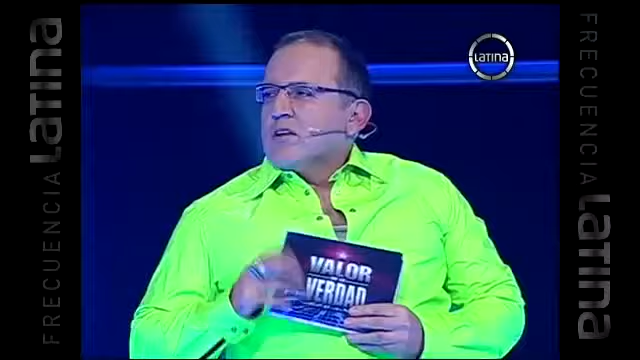 FRECUENCIA
LATINA
LATINA
VALOR
VERDAD
FRECUENCIA
LATINA